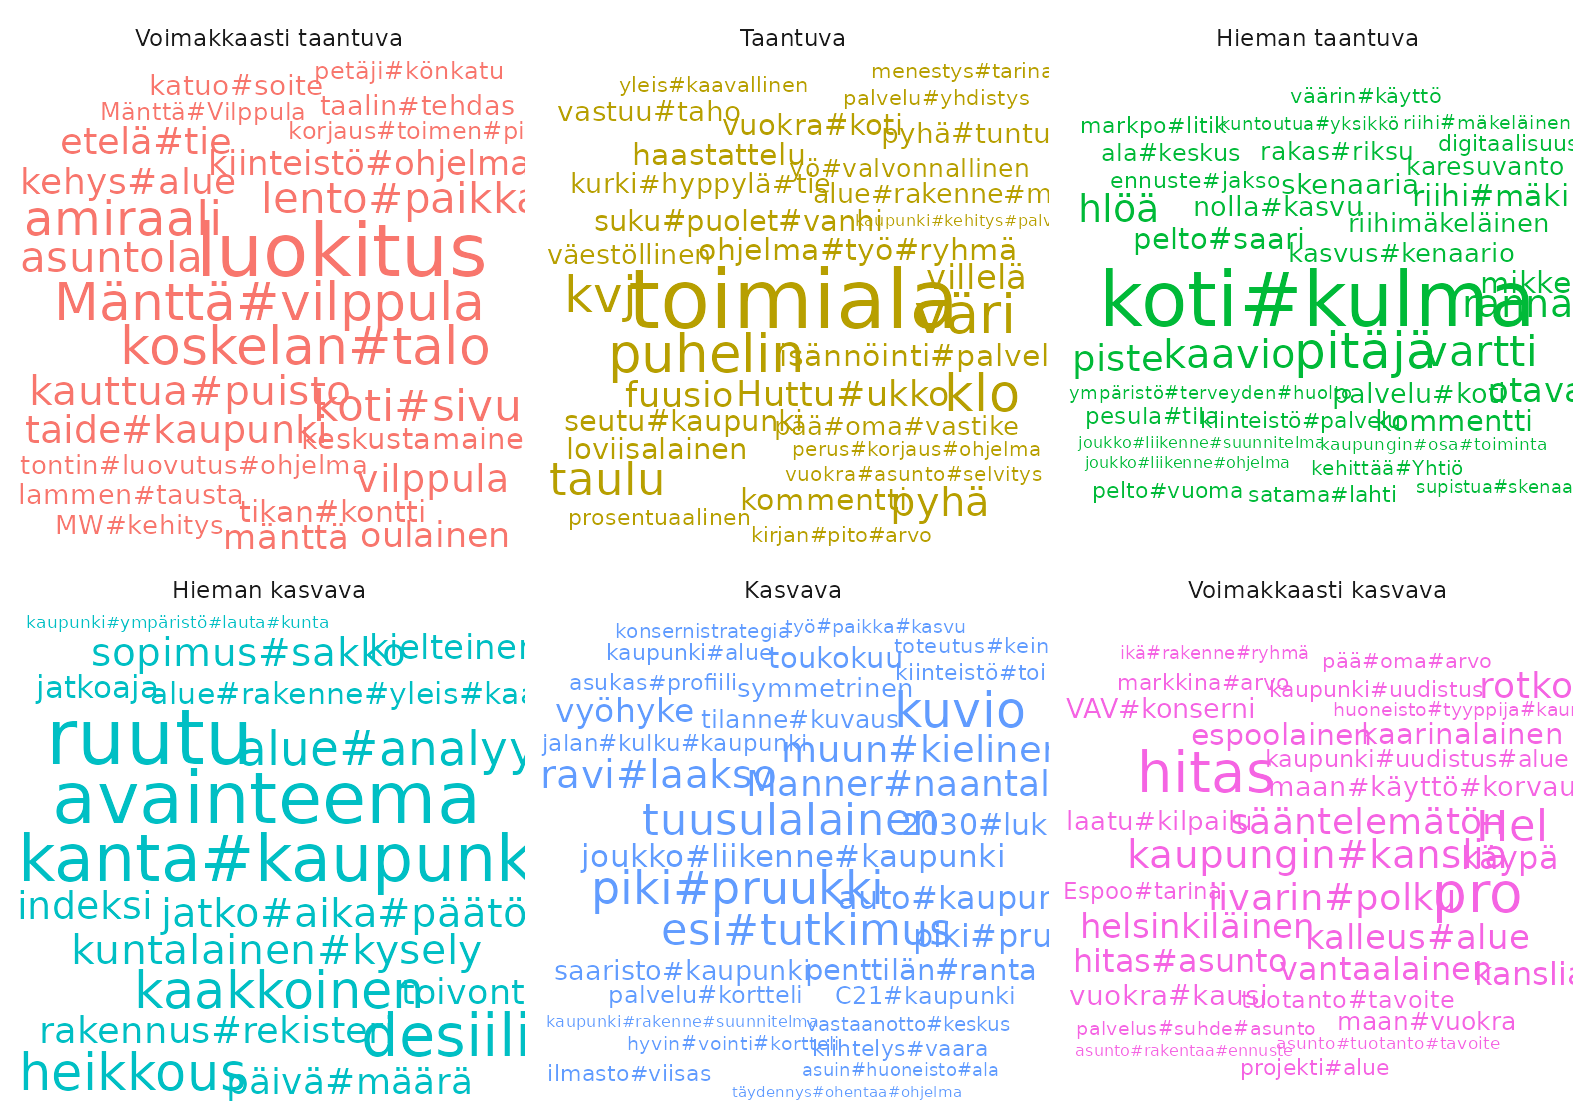 Voimakkaasti taantuva
petäji#könkatu
katuo#soite
Mänttä#Vilppula
taalin#tehdas
etelä#tie
korjaus#toimen#pi
kiinteistö#ohjelma
kehys#alue
lento#paikka
amiraali
luokitus
asuntola
Mänttä#vilppula
koskelan#talo
kauttua#puisto
koti#sivu
taide#kaupunki
keskustamaine
tontin#luovutus#ohjelma
vilppula
lammen#tausta
tikan#kontti
MW#kehitys
mänttä
oulainen
Taantuva
menestys#tarina
yleis#kaavallinen
palvelu#yhdistys
vastuu#taho
vuokra#koti
pyhä#tuntu
haastattelu
yö#valvonnallinen
kurki#hyppylä#tie
alue#rakenne#m
suku#puolet#vanhi
kaupunki#kehitys#palv
väestöllinen
ohjelma#työ#ryhmä
villelä
kvj
toimiala
väri
puhelin
isännöinti#palvel
fuusio
Huttu#ukko
klo
seutu#kaupunki
pää#oma#vastike
loviisalainen
perus#korjaus#ohjelma
taulu
vuokra#asunto#selvitys
kommentti
pyhä
prosentuaalinen
kirjan#pito#arvo
Hieman taantuva
väärin#käyttö
markpo#litiik
kuntoutua#yksikkö
riihi#mäkeläinen
digitaalisuus
ala#keskus
rakas#riksu
karesuvanto
ennuste#jakso
skenaaria
riihi#mäki
hlöä
nolla#kasvu
riihimäkeläinen
pelto#saari
kasvus#kenaario
mikke
koti#kulma
ranna
piste
kaavio
pitäjä
vartti
ympäristö#terveyden#huolto
palvelu#koti
otava
pesula#tila
kiinteistö#palvelu
kommentti
joukko#liikenne#suunnitelma
kaupungin#osa#toiminta
joukko#liikenne#ohjelma
kehittää#Yhtiö
pelto#vuoma
satama#lahti
supistua#skenaa
Hieman kasvava
kaupunki#ympäristö#lauta#kunta
sopimus#sakko
kielteinen
jatkoaja
alue#rakenne#yleis#kaa
ruutu
alue#analyy
avainteema
kanta#kaupunk
indeksi
jatko#aika#päätö
kuntalainen#kysely
kaakkoinen
toivont
rakennus#rekisteri
desiili
heikkous
päivä#määrä
Kasvava
konsernistrategia
työ#paikka#kasvu
kaupunki#alue
toukokuu
toteutus#kein
asukas#profiili
symmetrinen
kiinteistö#toi
vyöhyke
tilanne#kuvaus
kuvio
jalan#kulku#kaupunki
muun#kielinen
ravi#laakso
Manner#naantal
tuusulalainen
2030#luk
joukko#liikenne#kaupunki
piki#pruukki
auto#kaupun
esi#tutkimus
piki#pru
saaristo#kaupunki
penttilän#ranta
palvelu#kortteli
C21#kaupunki
kaupunki#rakenne#suunnitelma
vastaanotto#keskus
hyvin#vointi#kortteli
kiihtelys#vaara
ilmasto#viisas
asuin#huoneisto#ala
täydennys#ohentaa#ohjelma
Voimakkaasti kasvava
ikä#rakenne#ryhmä
pää#oma#arvo
markkina#arvo
kaupunki#uudistus
rotko
VAV#konserni
huoneisto#tyyppija#kau
espoolainen
kaarinalainen
hitas
kaupunki#uudistus#alue
maan#käyttö#korvau
laatu#kilpailu
sääntelemätön
Hel
kaupungin#kanslia
käypä
Espoo#tarina
Iivarin#polku
pro
helsinkiläinen
kalleus#alue
hitas#asunto
vantaalainen
kanslia
vuokra#kausi
tuotanto#tavoite
palvelus#suhde#asunto
maan#vuokra
asunto#rakentaa#ennuste
asunto#tuotanto#tavoite
projekti#alue